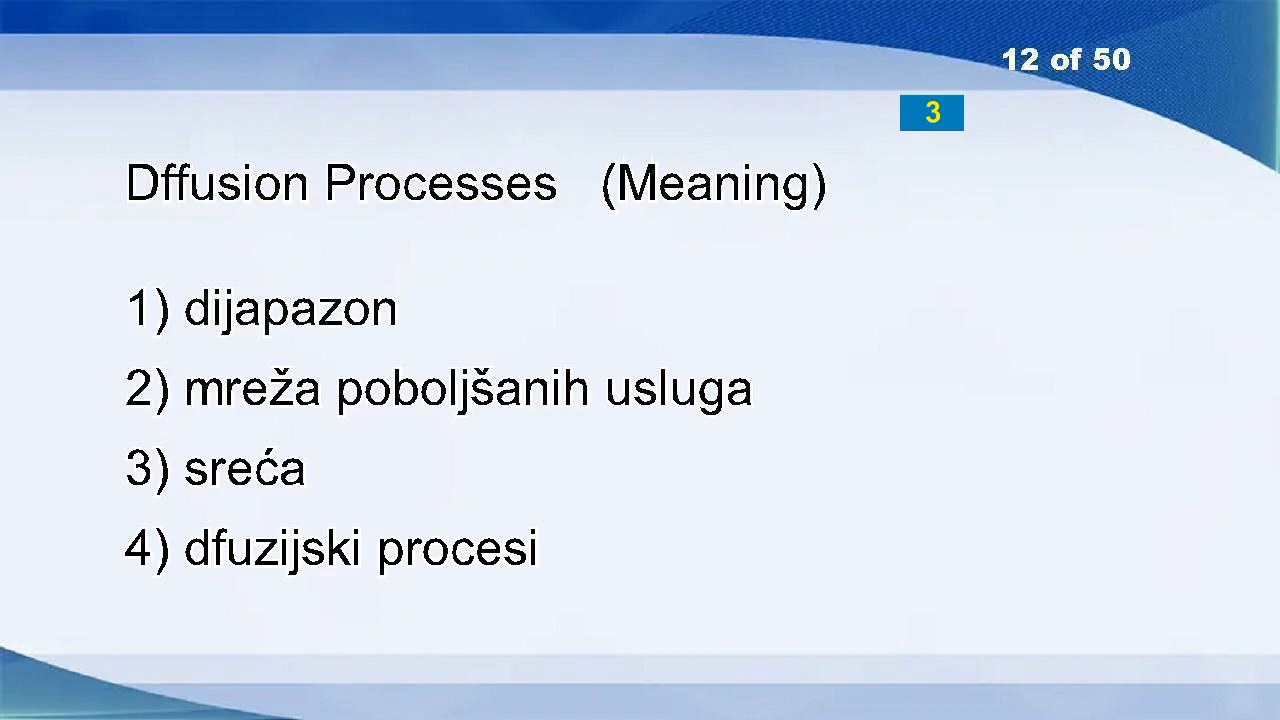 12 of 50
3
Dffusion Processes (Meaning)
1) dijapazon
2) mreža poboljšanih usluga
3) sreća
4) dfuzijski procesi